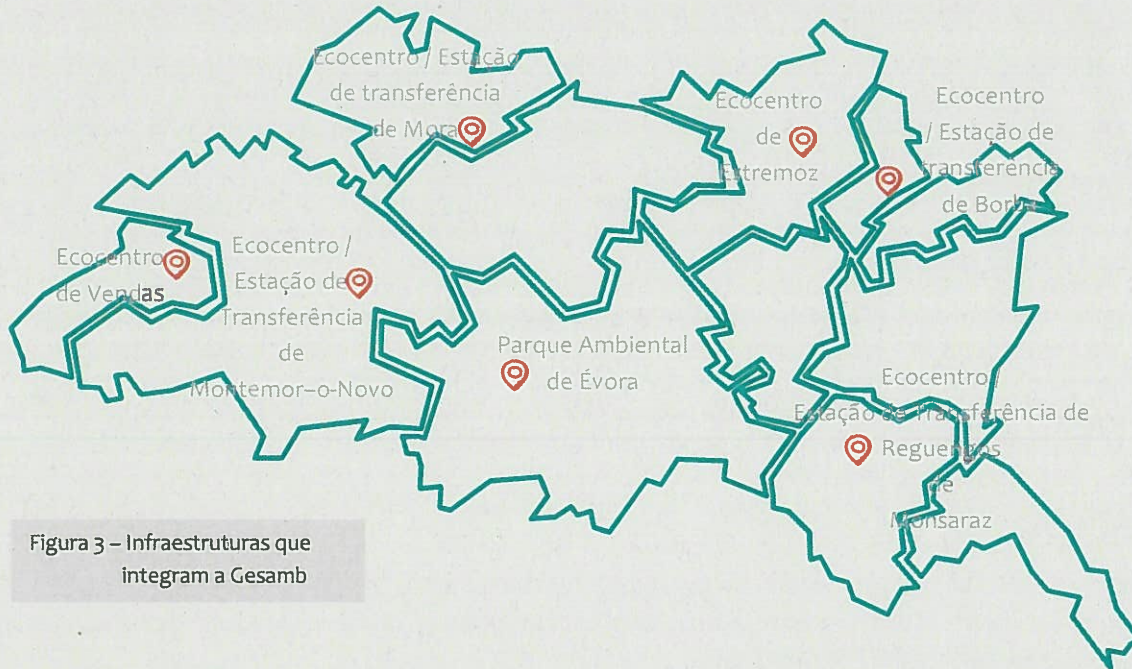 Ecocentro / Estação
de transferência
de Mora
Ecocentro
de
Estremoz
Ecocentro
/ Estação de
transferência
de Borba
Ecocentro
de Vendas
Ecocentro /
Estação de
Transferência
de
Montemor-o-Novo
Parque Ambiental
de Évora
Ecocentro /
Estação de Transferência de
Reguengos
de
Monsaraz
Figura 3 – Infraestruturas que
integram a Gesamb